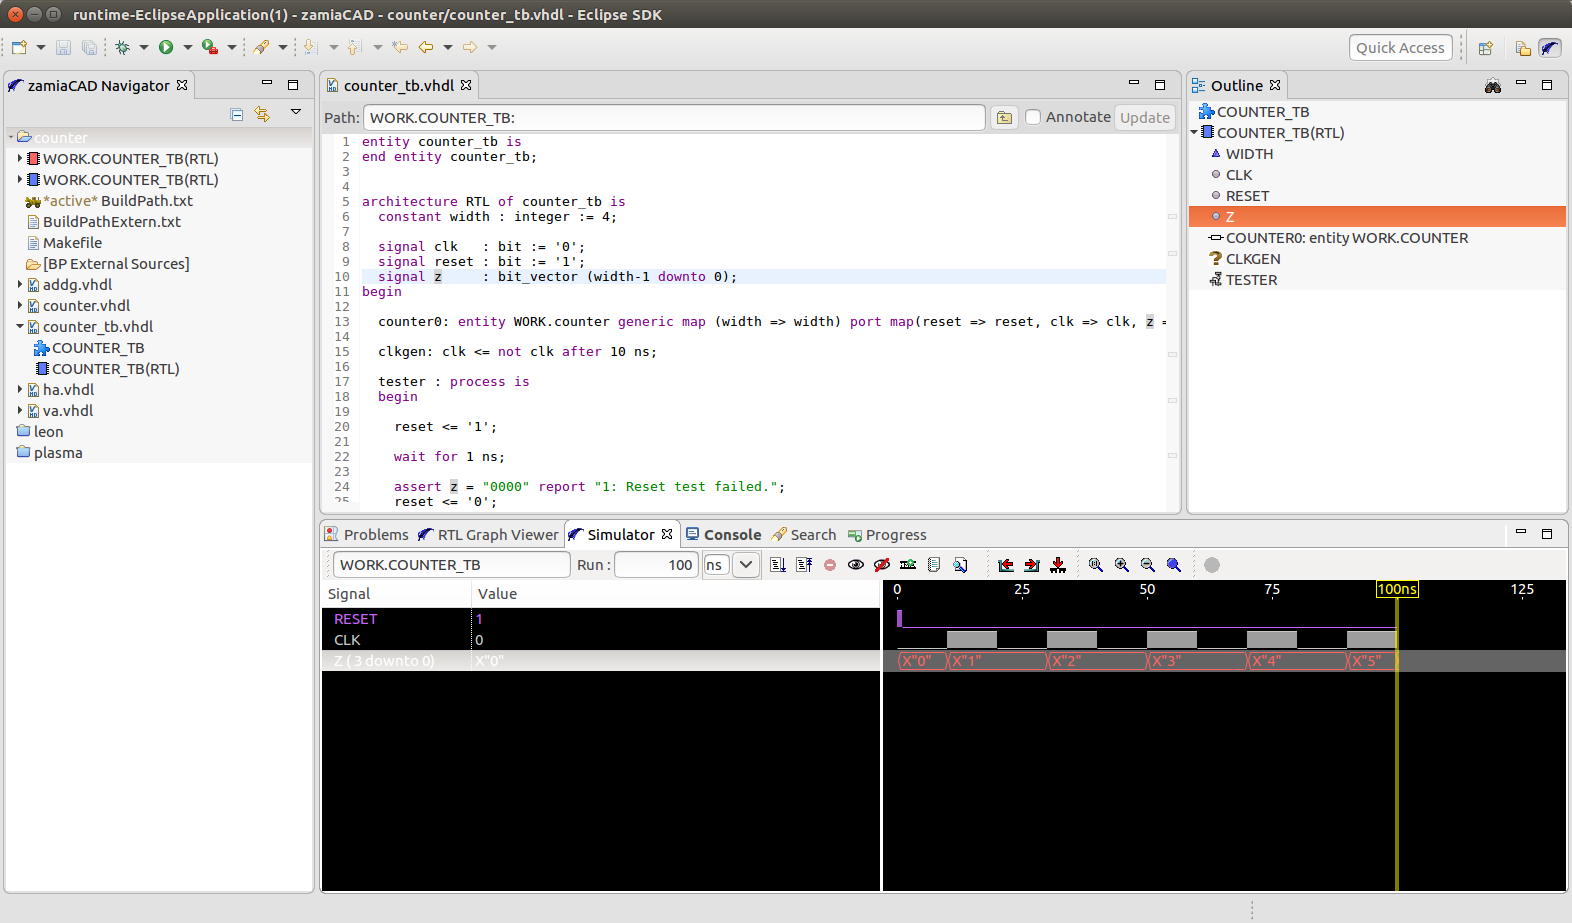 runtime-EclipseApplication(1) - zamiaCAD - counter/counter_tb.vhdl - Eclipse SDK
Quick Access
zamiaCAD Navigator
counter
WORK.COUNTER_TB(RTL)
WORK.COUNTER_TB(RTL)
*active* BuildPath.txt
BuildPathExtern.txt
Makefile
[BP External Sources]
addg.vhdl
counter.vhdl
counter_tb.vhdl
COUNTER_TB
COUNTER_TB(RTL)
ha.vhdl
va.vhdl
leon
plasma
counter_tb.vhdl
Path: WORK.COUNTER_TB: Annotate Update
1 entity counter_tb is
2 end entity counter_tb;
3
4
5 architecture RTL of counter_tb is
6 constant width : integer := 4;
7
8 signal clk : bit := '0';
9 signal reset : bit := '1';
10 signal z : bit_vector (width-1 downto 0);
11 begin
12
13 counter0: entity WORK.counter generic map (width => width) port map(reset => reset, clk => clk, z =
14
15 clkgen: clk <= not clk after 10 ns;
16
17 tester : process is
18 begin
19
20 reset <= '1';
21
22 wait for 1 ns;
23
24 assert z = "0000" report "1: Reset test failed.";
25 reset <= '0';
Outline
COUNTER_TB
COUNTER_TB(RTL)
WIDTH
CLK
RESET
Z
COUNTER0: entity WORK.COUNTER
CLKGEN
TESTER
Problems RTL Graph Viewer Simulator Console Search Progress
WORK.COUNTER_TB Run : 100 ns
Signal Value
RESET 1
CLK 0
Z ( 3 downto 0) X"0"
0 25 50 75 100ns 125
X"0" X"1" X"2" X"3" X"4" X"5"